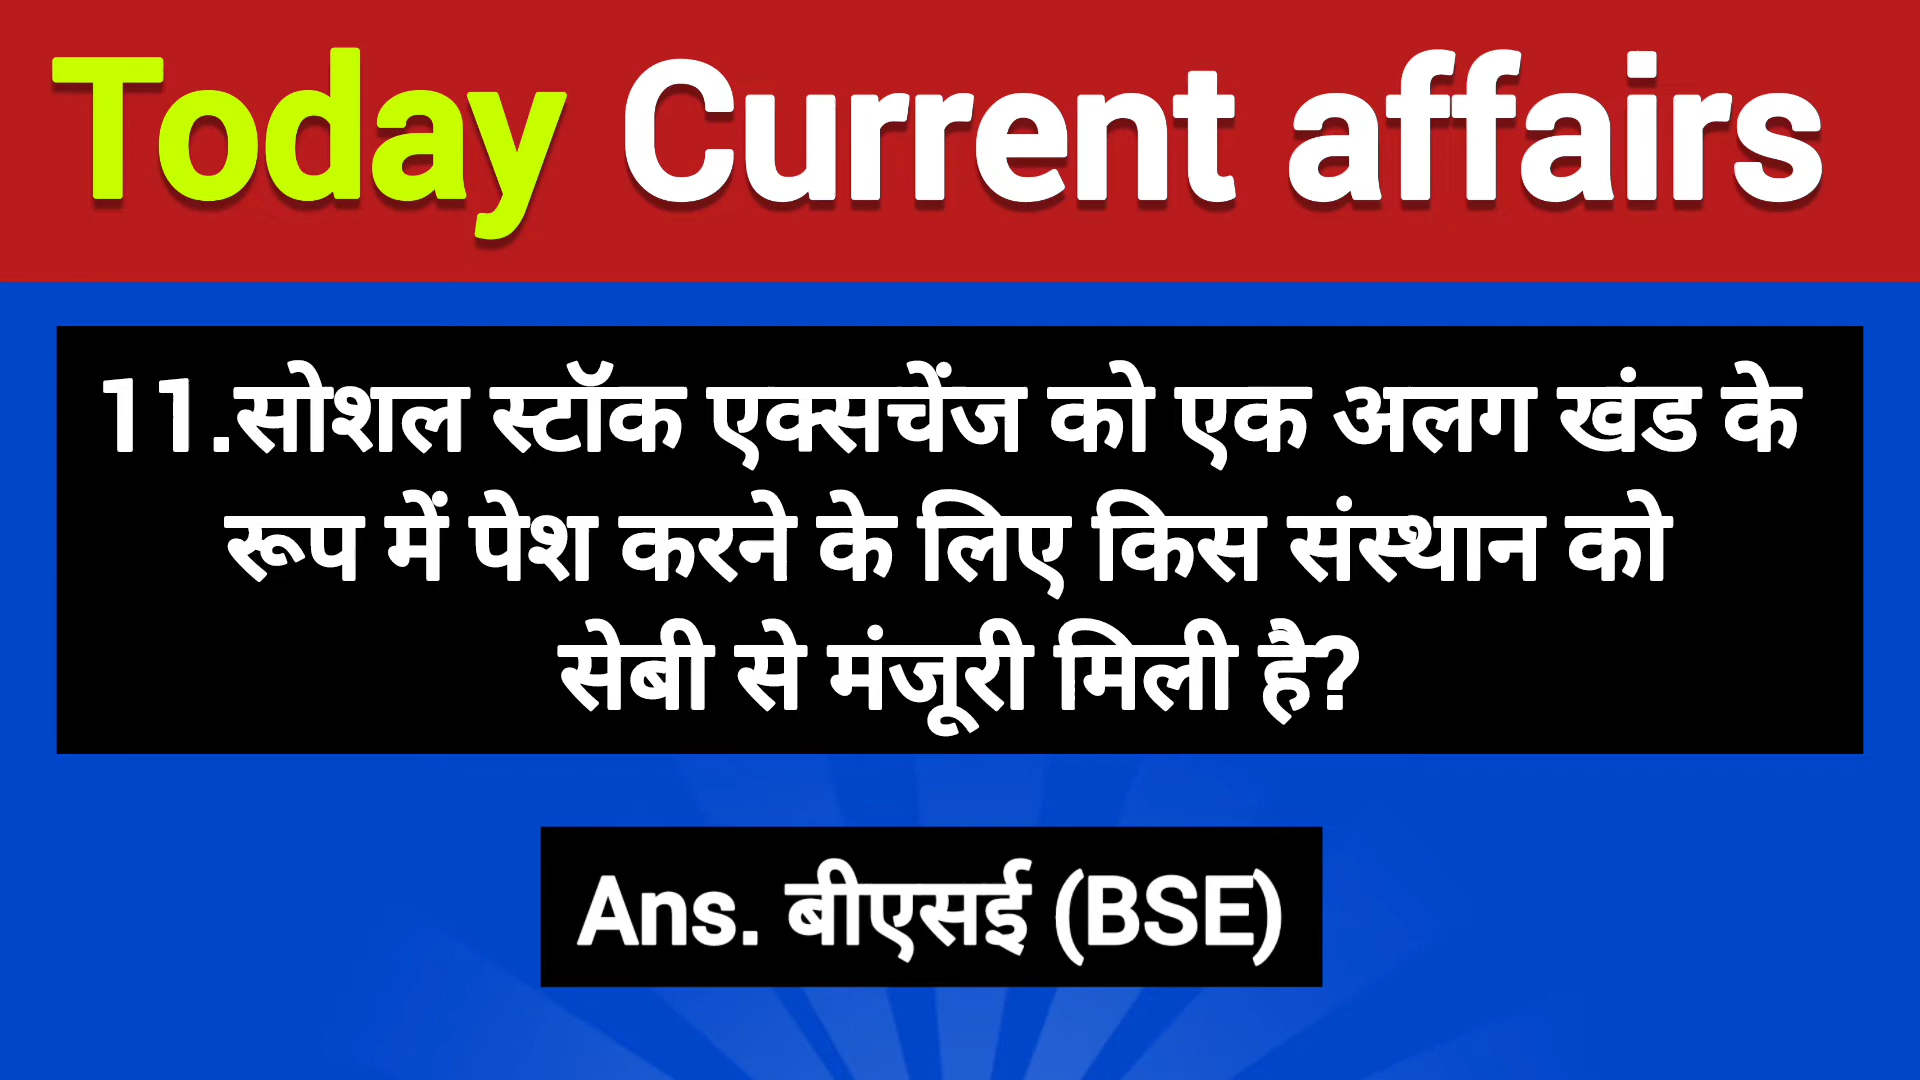 Today Current affairs
11.सोशल स्टॉक एक्सचेंज को एक अलग खंड के
रूप में पेश करने के लिए किस संस्थान को
सेबी से मंजूरी मिली है?
Ans. बीएसई (BSE)